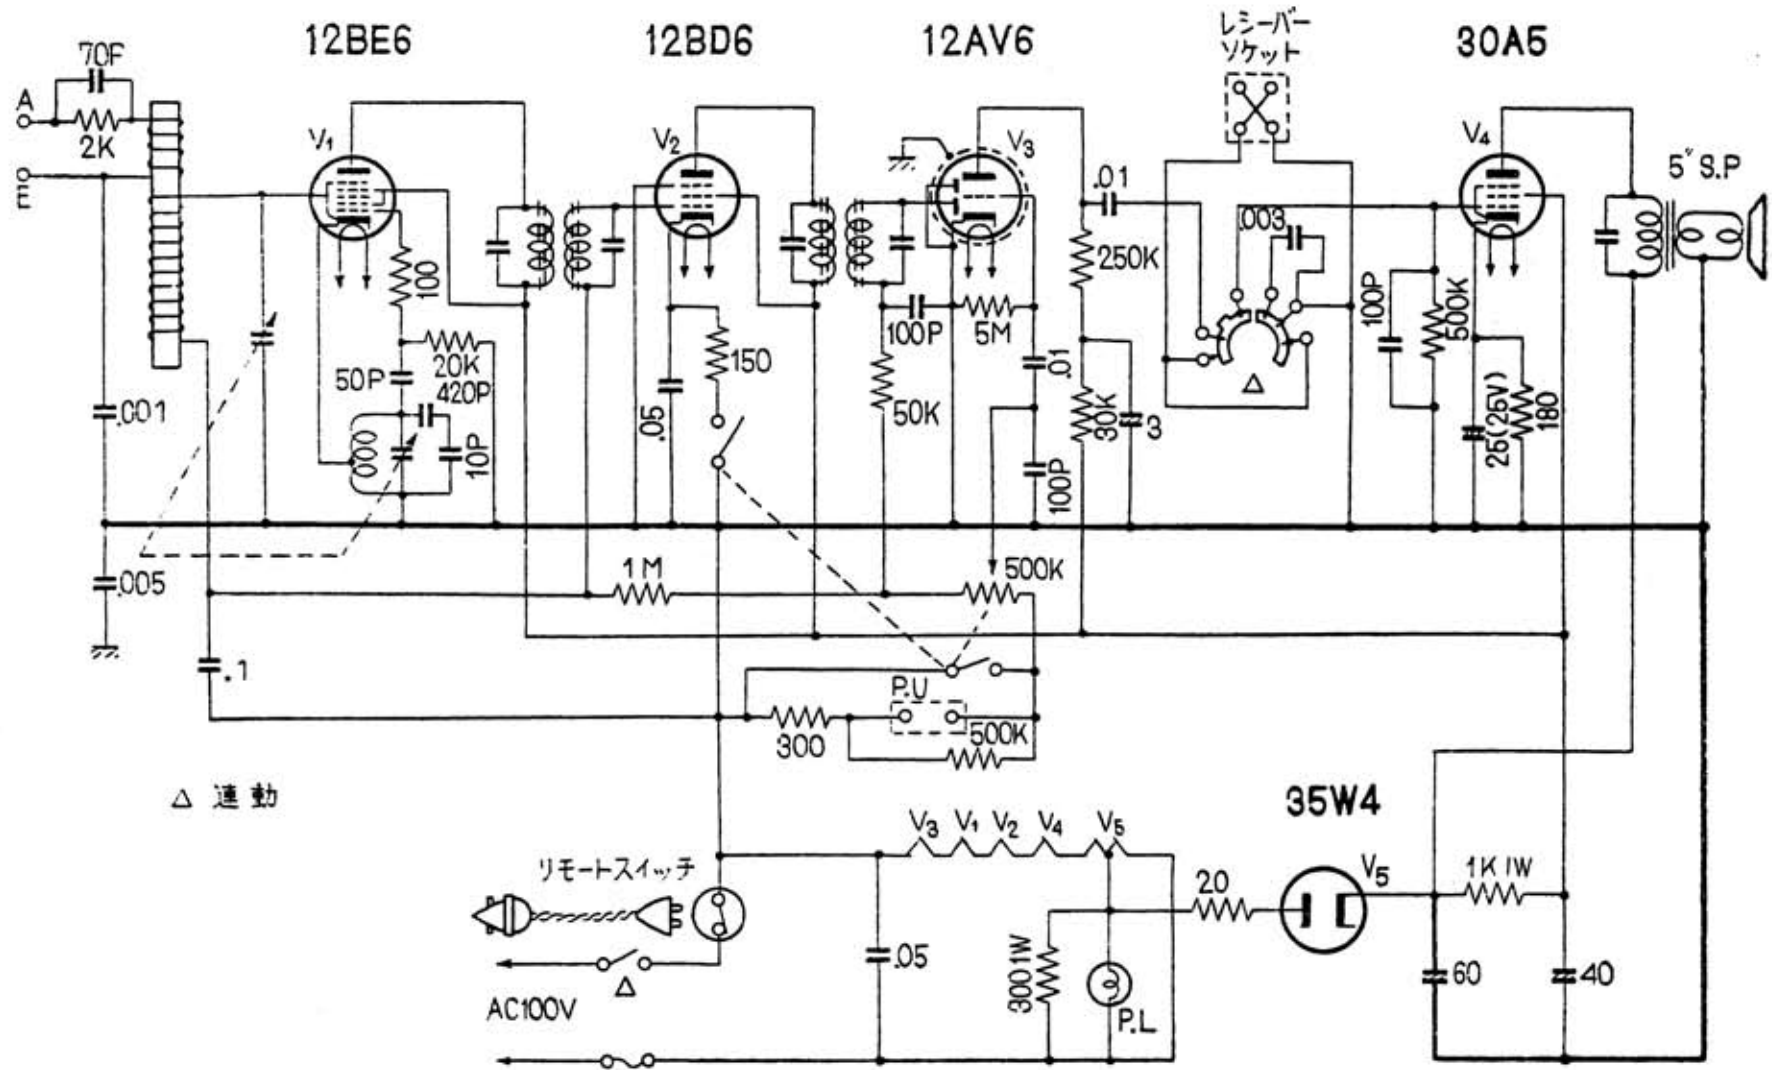 12BE6
12BD6
12AV6
レシーバー
ソケット
30A5
70F
A
2K
E
V1
V2
V3
V4
5" S.P
.01
.003
250K
100
100P
5M
150
20K
50P
420P
10P
.001
.05
50K
.01
100P
30K
3
100P
500K
25(25V)
180
.005
1M
500K
.1
P.U
300
500K
△ 連動
35W4
V3
V1
V2
V4
V5
リモートスイッチ
20
V5
1K 1W
△
△
.05
300 1W
60
40
AC100V
P.L